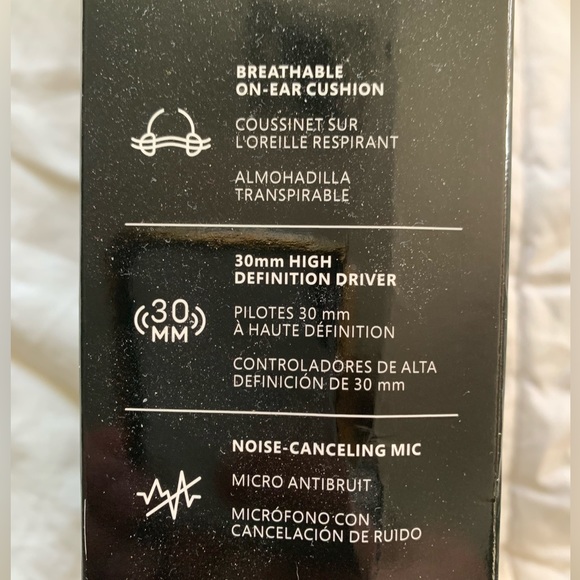 BREATHABLE
ON-EAR CUSHION
COUSSINET SUR
L'OREILLE RESPIRANT
ALMOHADILLA
TRANSPIRABLE
30mm HIGH
DEFINITION DRIVER
((30))
MM
PILOTES 30 mm
À HAUTE DÉFINITION
CONTROLADORES DE ALTA
DEFINICIÓN DE 30 mm
NOISE-CANCELING MIC
MICRO ANTIBRUIT
MICRÓFONO CON
CANCELACIÓN DE RUIDO